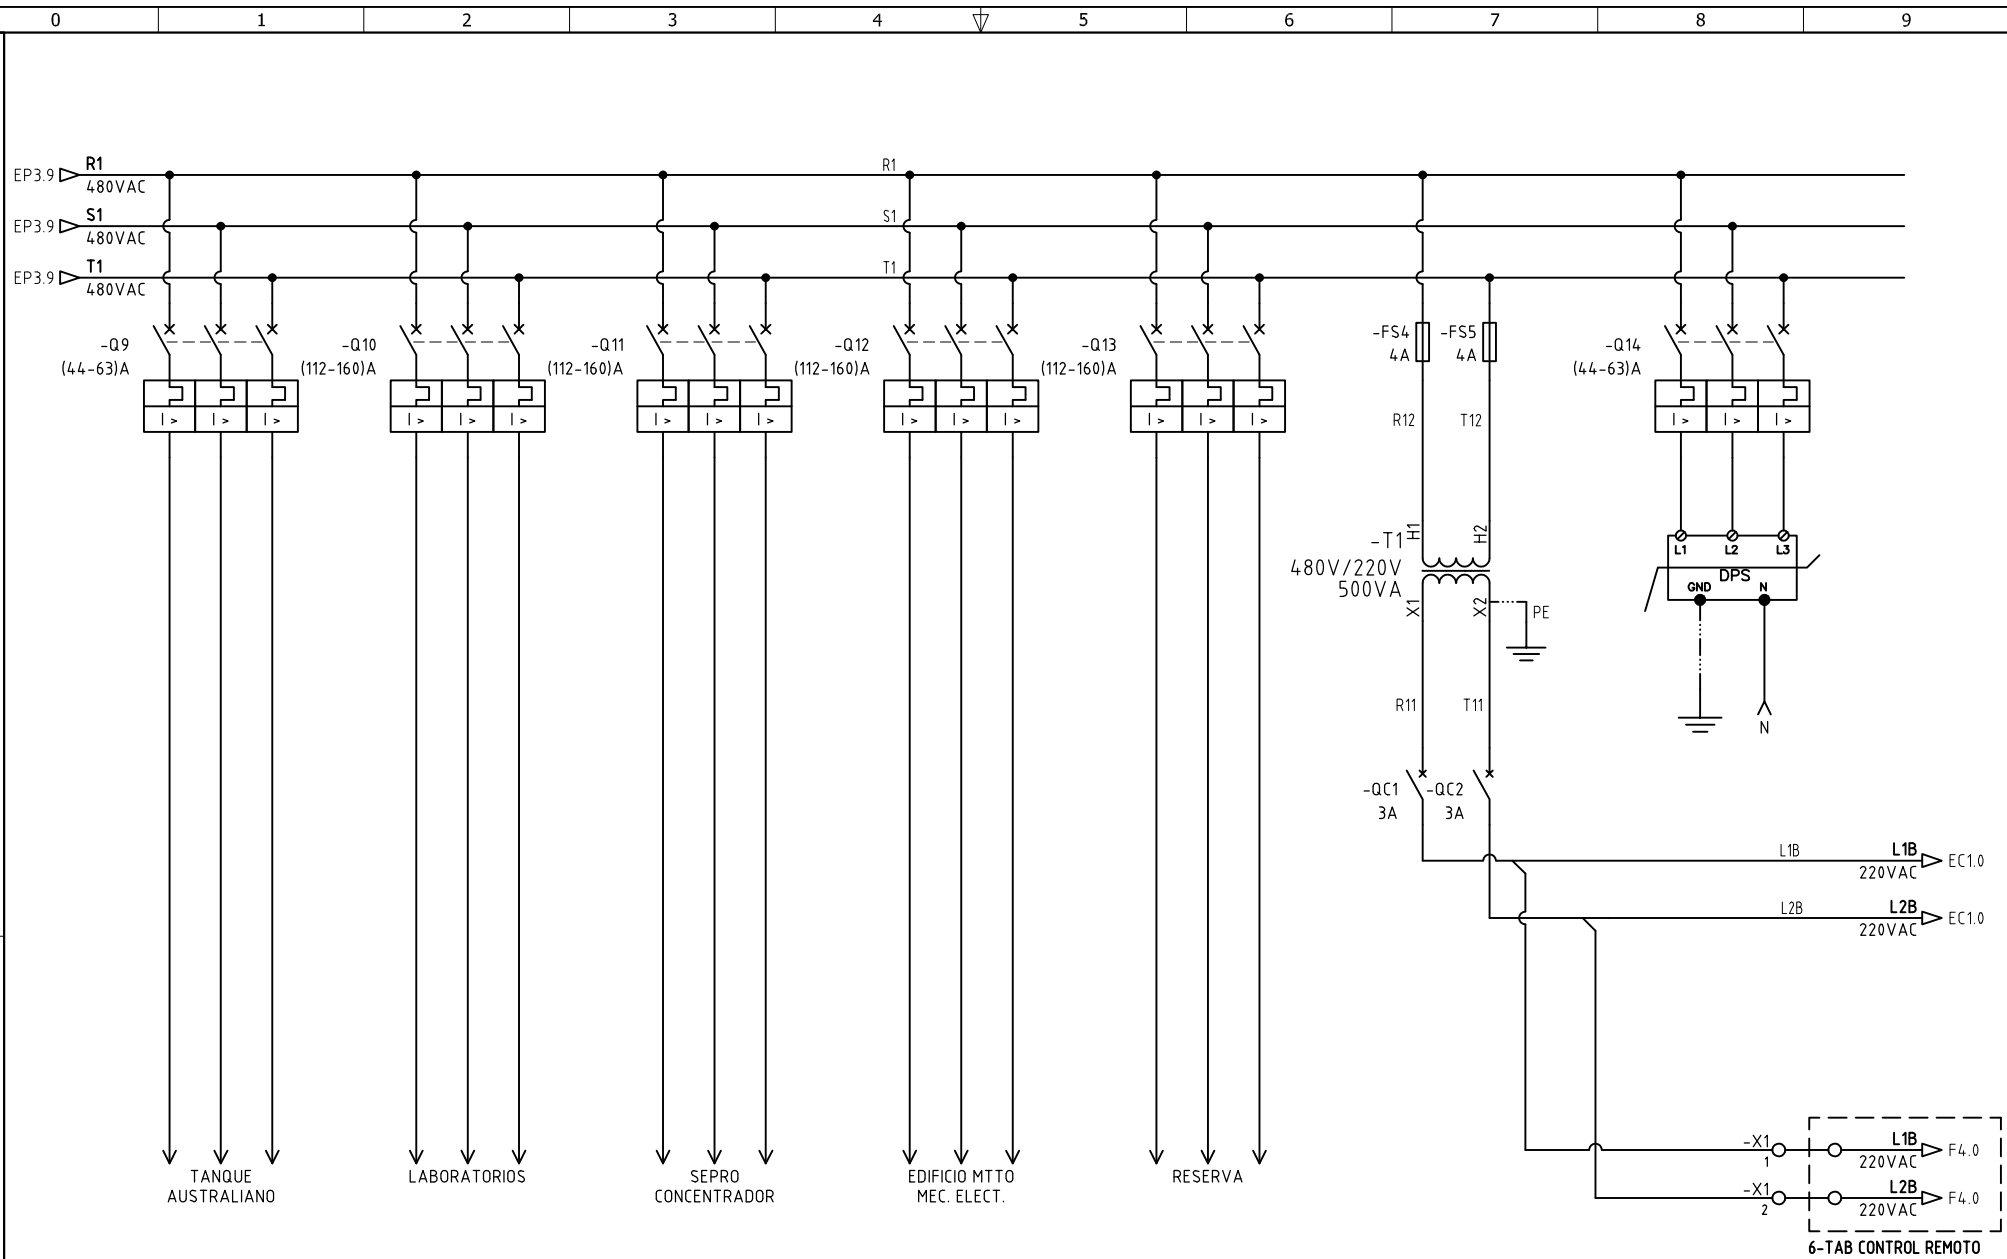 0 1 2 3 4 5 6 7 8 9
EP3.9 R1 R1
480VAC
EP3.9 S1 S1
480VAC
EP3.9 T1 T1
480VAC
-Q9 -Q10 -Q11 -Q12 -Q13 -FS4 -FS5 -Q14
(44-63)A (112-160)A (112-160)A (112-160)A (112-160)A 4A 4A (44-63)A
I > I > I > I > I > I > I > I > I > I > I > I > I > I > I > I > I > I >
R12 T12
H1 H2
-T1
480V/220V
500VA
L1 L2 L3
DPS
GND N
X1 X2 PE
R11 T11
N
-QC1 -QC2
3A 3A
L1B L1B EC1.0
220VAC
L2B L2B EC1.0
220VAC
-X1 L1B F4.0
1 220VAC
-X1 L2B F4.0
2 220VAC
TANQUE
AUSTRALIANO
LABORATORIOS
SEPRO
CONCENTRADOR
EDIFICIO MTTO
MEC. ELECT.
RESERVA
6-TAB CONTROL REMOTO